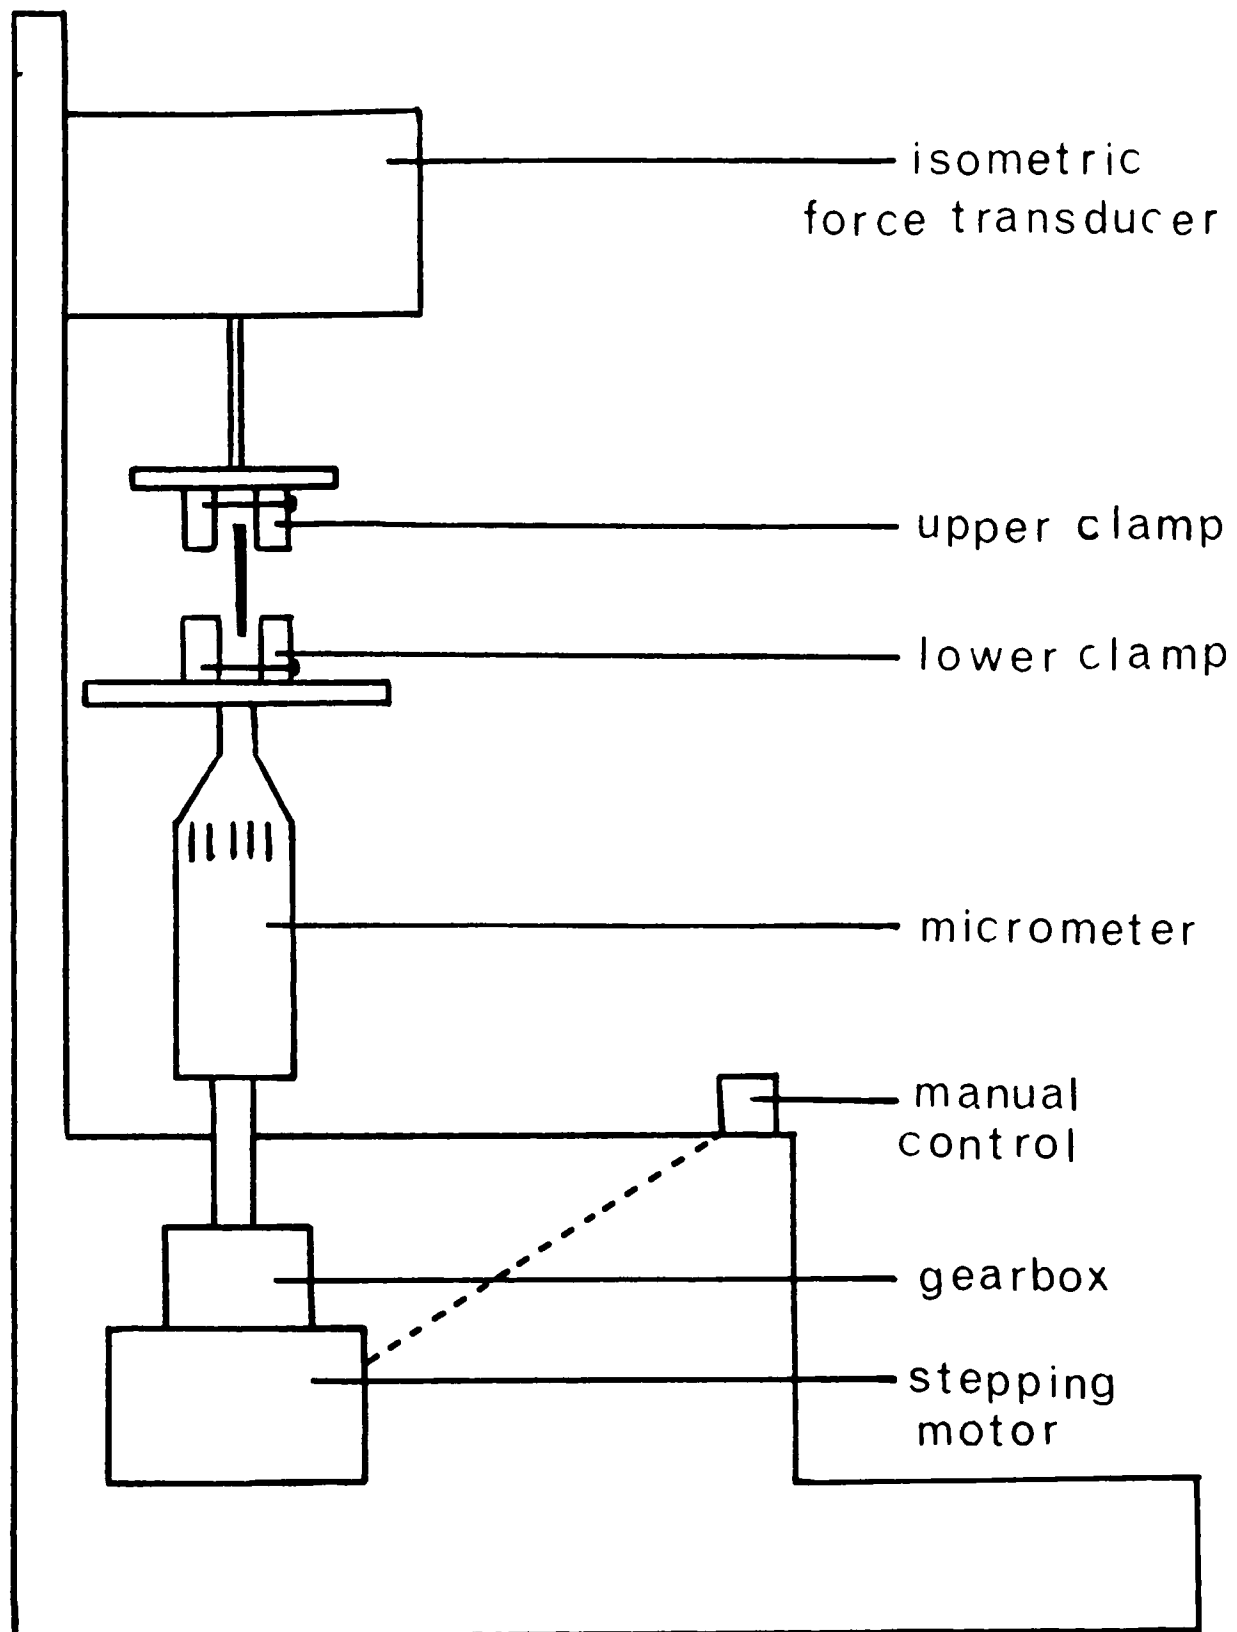 isometric
force transducer
upper clamp
lower clamp
micrometer
manual
control
gearbox
stepping
motor